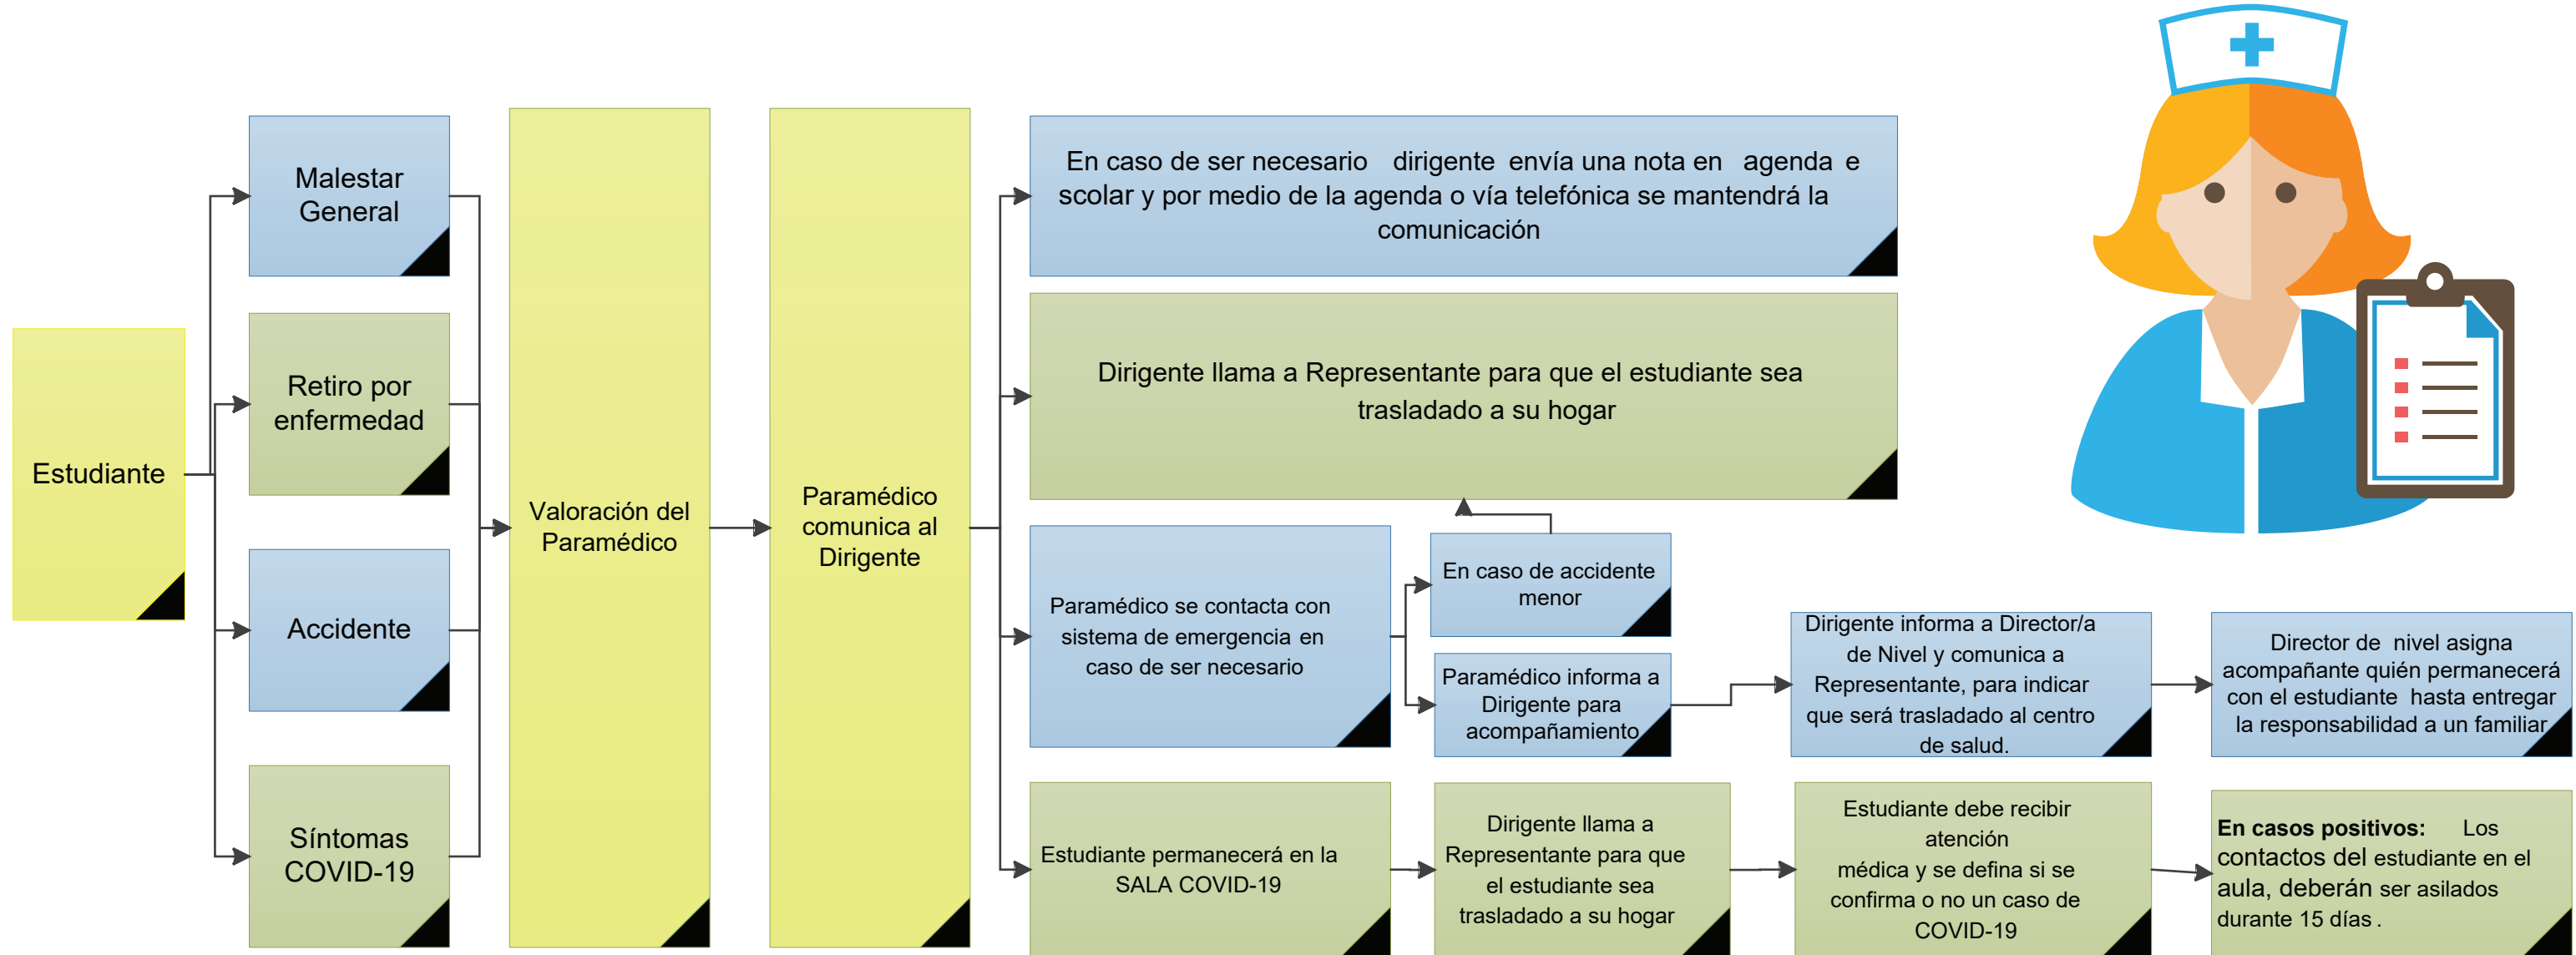 Estudiante
Malestar
General
Retiro por
enfermedad
Accidente
Síntomas
COVID-19
Valoración del
Paramédico
Paramédico
comunica al
Dirigente
En caso de ser necesario dirigente envía una nota en agenda e
scolar y por medio de la agenda o vía telefónica se mantendrá la
comunicación
Dirigente llama a Representante para que el estudiante sea
trasladado a su hogar
Paramédico se contacta con
sistema de emergencia en
caso de ser necesario
En caso de accidente
menor
Paramédico informa a
Dirigente para
acompañamiento
Dirigente informa a Director/a
de Nivel y comunica a
Representante, para indicar
que será trasladado al centro
de salud.
Director de nivel asigna
acompañante quién permanecerá
con el estudiante hasta entregar
la responsabilidad a un familiar
Estudiante permanecerá en la
SALA COVID-19
Dirigente llama a
Representante para que
el estudiante sea
trasladado a su hogar
Estudiante debe recibir
atención
médica y se defina si se
confirma o no un caso de
COVID-19
En casos positivos: Los
contactos del estudiante en el
aula, deberán ser asilados
durante 15 días .